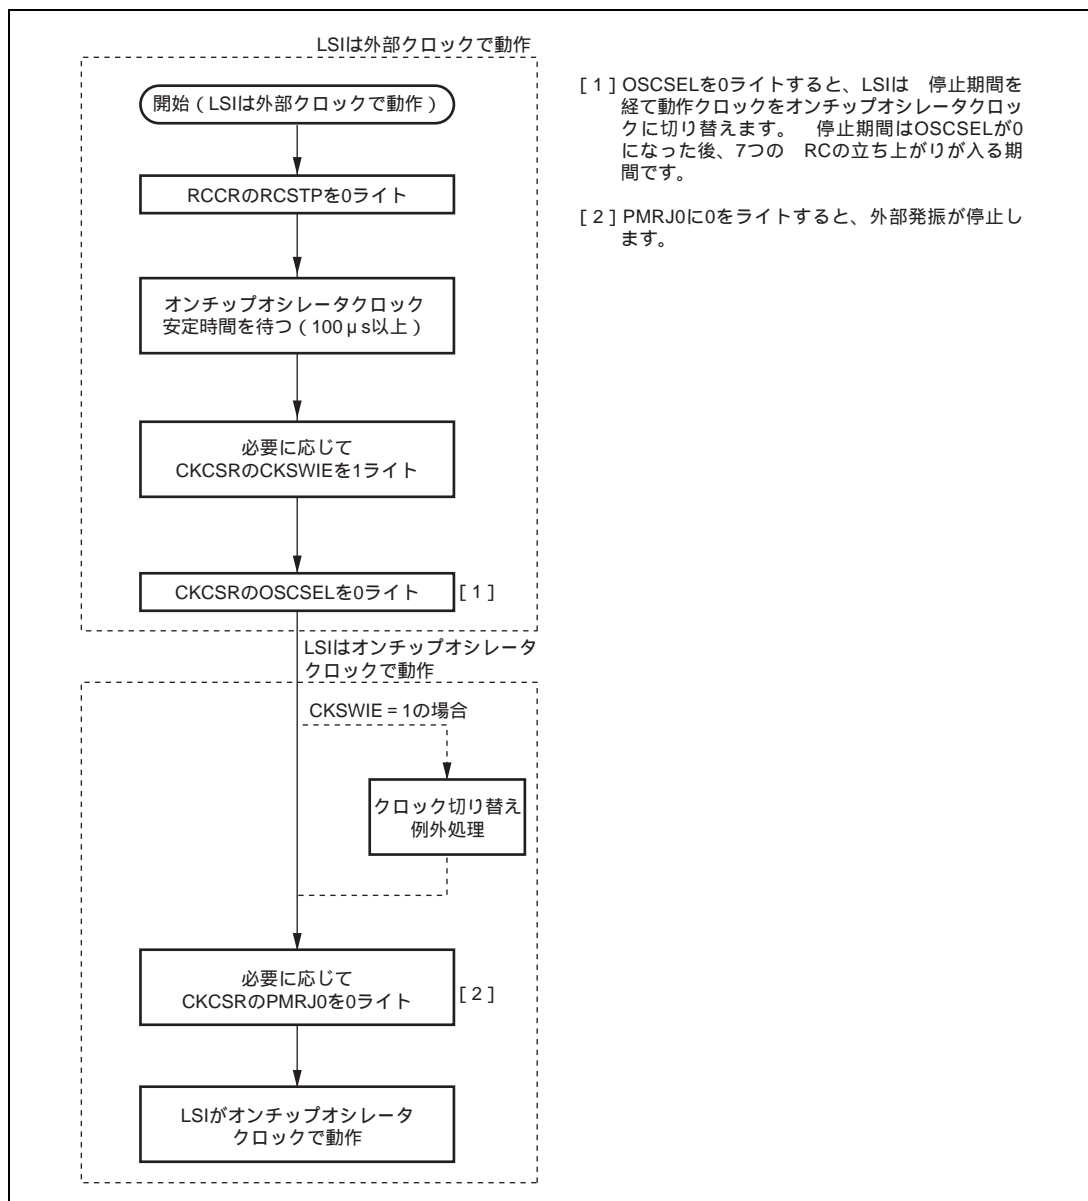 LSIは外部クロックで動作
開始(LSIは外部クロックで動作)
RCCRのRCSTPを0ライト
オンチップオシレータクロック
安定時間を待つ(100μs以上)
必要に応じて
CKCSRのCKSWIEを1ライト
CKCSRのOSCSELを0ライト [1]
LSIはオンチップオシレータ
クロックで動作
CKSWIE = 1の場合
クロック切り替え
例外処理
必要に応じて
CKCSRのPMRJ0を0ライト [2]
LSIがオンチップオシレータ
クロックで動作
[1] OSCSELを0ライトすると、LSIは 停止期間を
経て動作クロックをオンチップオシレータクロッ
クに切り替えます。 停止期間はOSCSELが0
になった後、7つの RCの立ち上がりが入る期
間です。
[2] PMRJ0に0をライトすると、外部発振が停止し
ます。